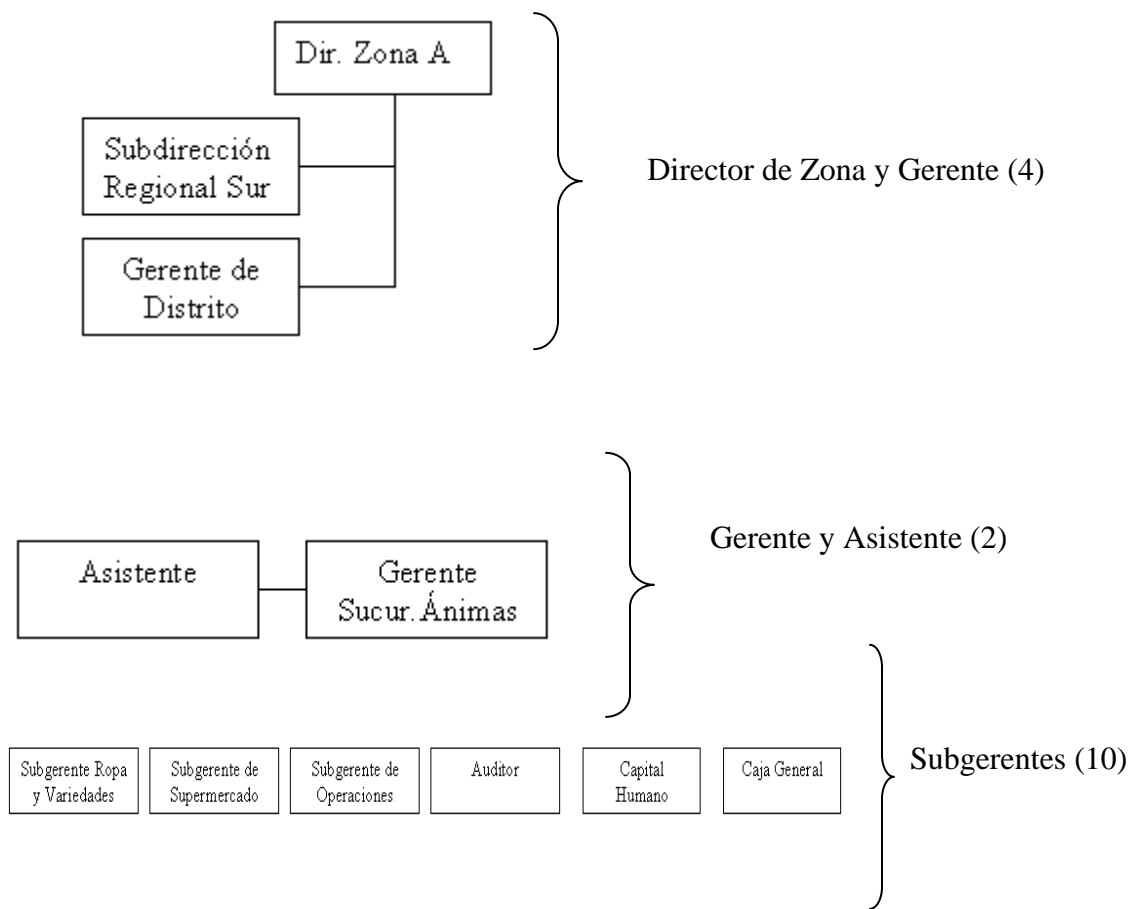 Dir. Zona A
Subdirección
Regional Sur
Gerente de
Distrito
Director de Zona y Gerente (4)
Asistente
Gerente
Sucur. Ánimas
Gerente y Asistente (2)
Subgerente Ropa
y Variedades
Subgerente de
Supermercado
Subgerente de
Operaciones
Auditor
Capital
Humano
Caja General
Subgerentes (10)